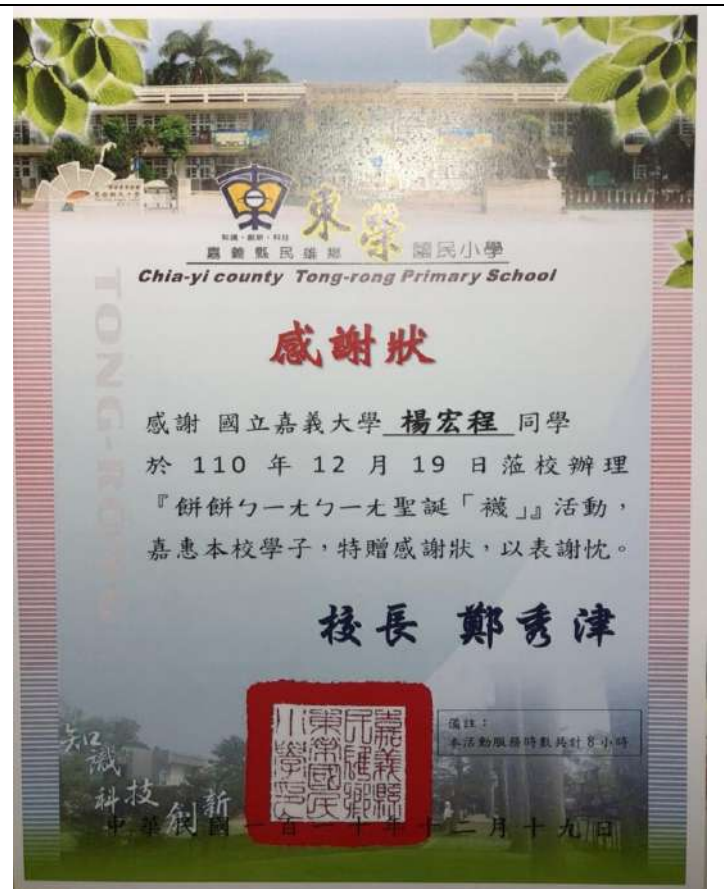 東
知識·創新·科技
東榮
嘉義縣民雄鄉 國民小學
Chia-yi county Tong-rong Primary School
TONG-RONG
感謝狀
感謝 國立嘉義大學 楊宏程 同學
於 110 年 12 月 19 日蒞校辦理
『餅餅ㄅㄧㄤㄅㄧㄤ聖誕「襪」』活動，
嘉惠本校學子，特贈感謝狀，以表謝忱。
校長 鄭秀津
嘉義縣
民雄鄉
東榮國民
小學印
備註：
本活動服務時數共計 8 小時
知識
科技
創新
中華民國一百一十年十二月十九日